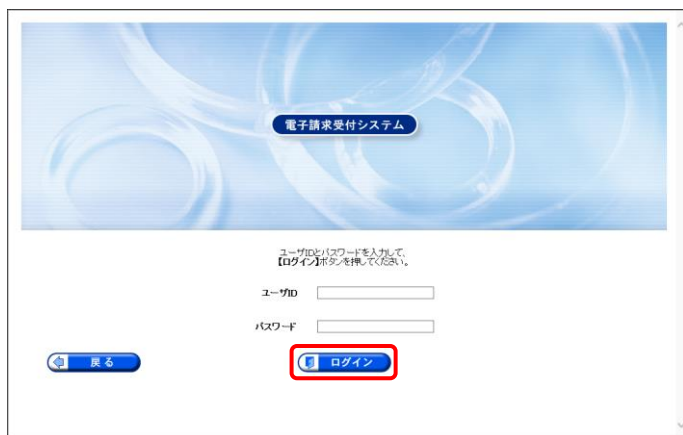 電子請求受付システム
ユーザIDとパスワードを入力して、
【ログイン】ボタンを押してください。
ユーザID
パスワード
戻る
ログイン